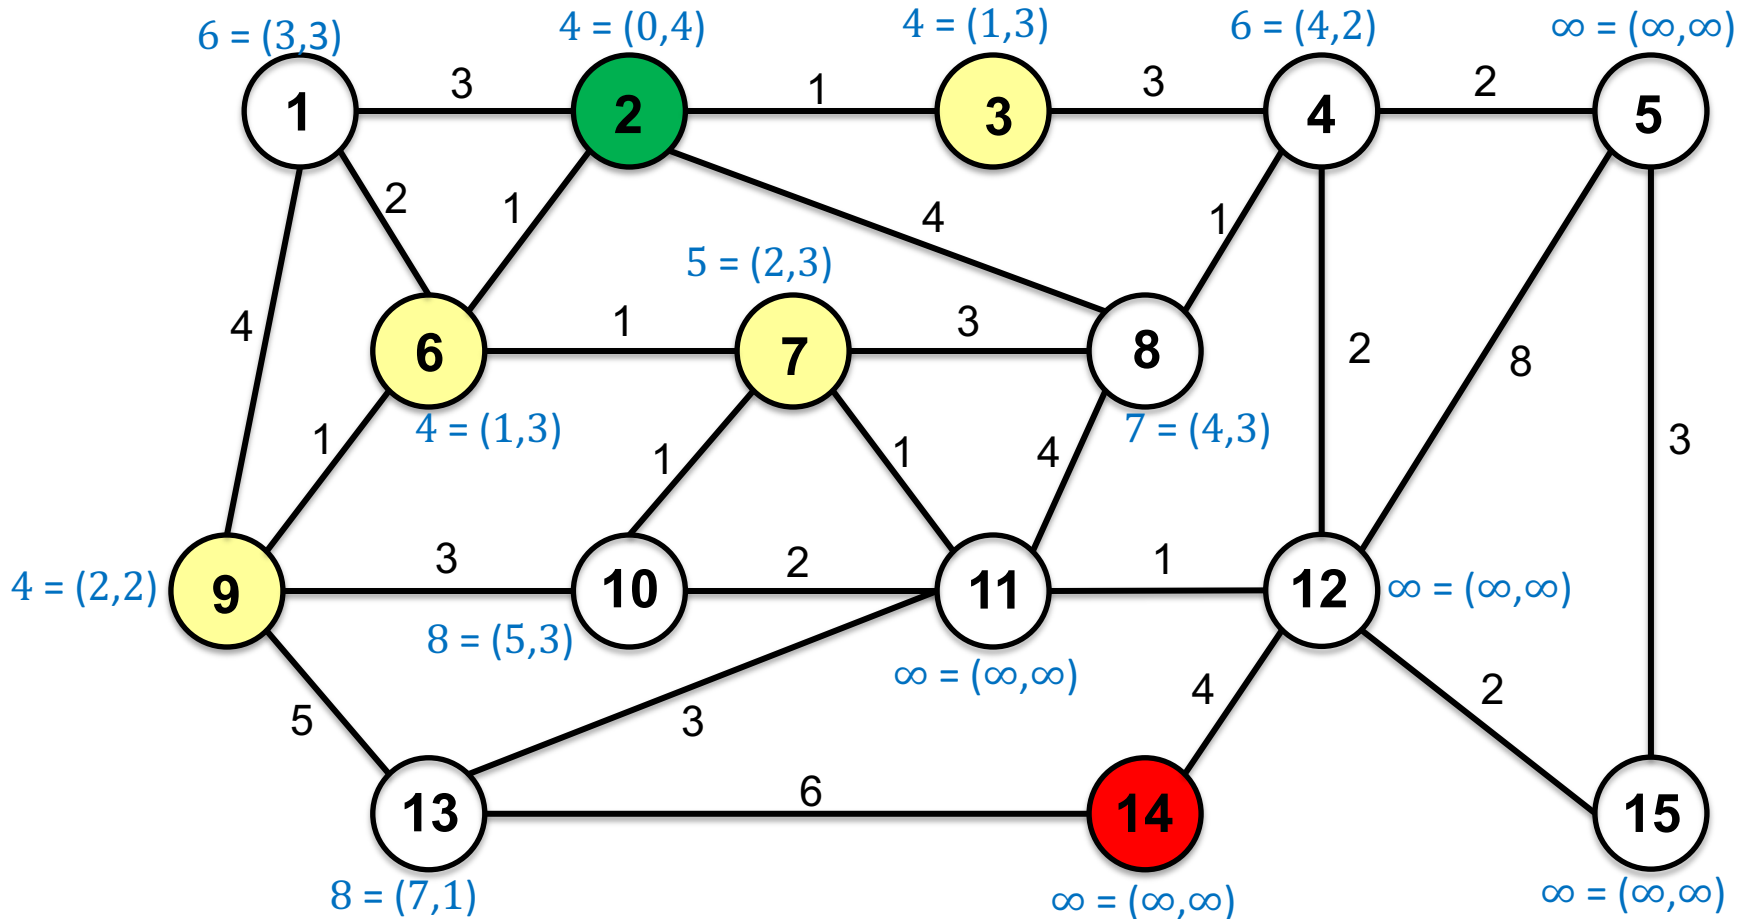 6 = (3,3)
4 = (0,4)
4 = (1,3)
6 = (4,2)
∞ = (∞,∞)
1
3
2
1
3
3
4
2
5
2
1
4
1
5 = (2,3)
4
6
1
7
3
8
2
8
3
4 = (1,3)
7 = (4,3)
1
1
1
4
4 = (2,2)
9
3
10
2
11
1
12
∞ = (∞,∞)
8 = (5,3)
∞ = (∞,∞)
5
3
4
2
13
6
14
15
8 = (7,1)
∞ = (∞,∞)
∞ = (∞,∞)